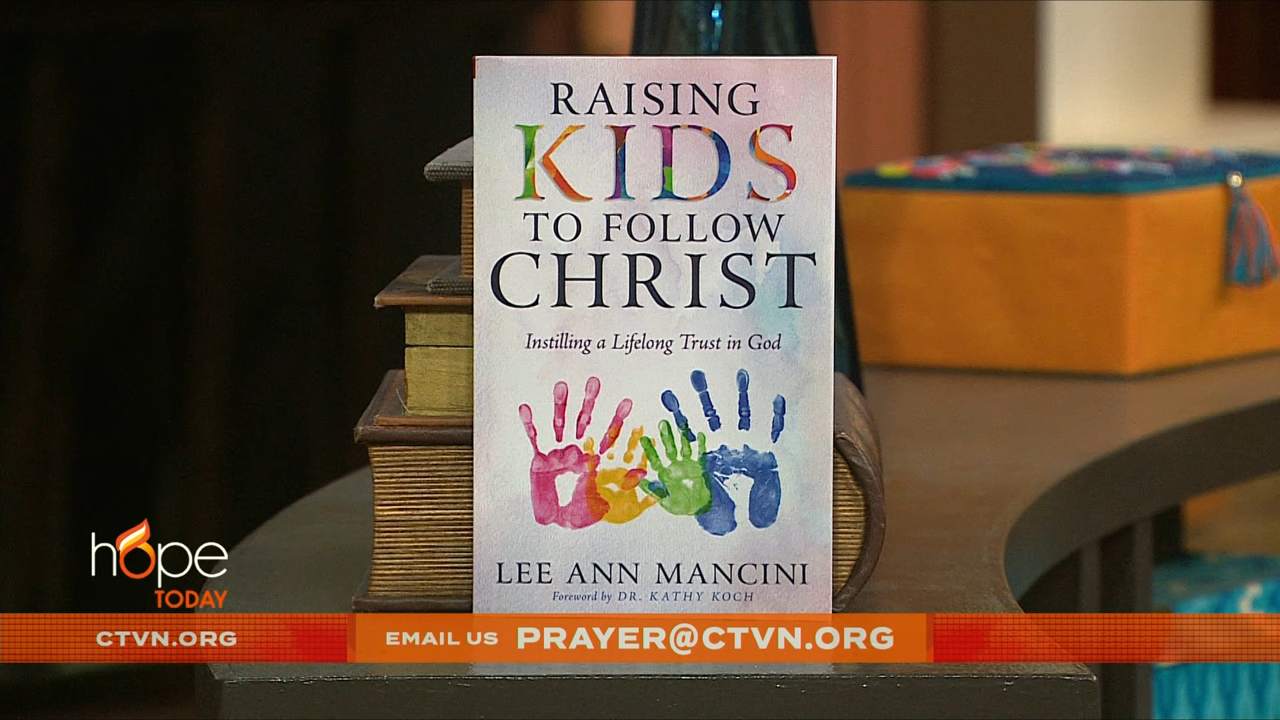 RAISING
KIDS
TO FOLLOW
CHRIST
Instilling a Lifelong Trust in God
LEE ANN MANCINI
Foreword by DR. KATHY KOCH
hope
TODAY
CTVN.ORG
EMAIL US PRAYER@CTVN.ORG